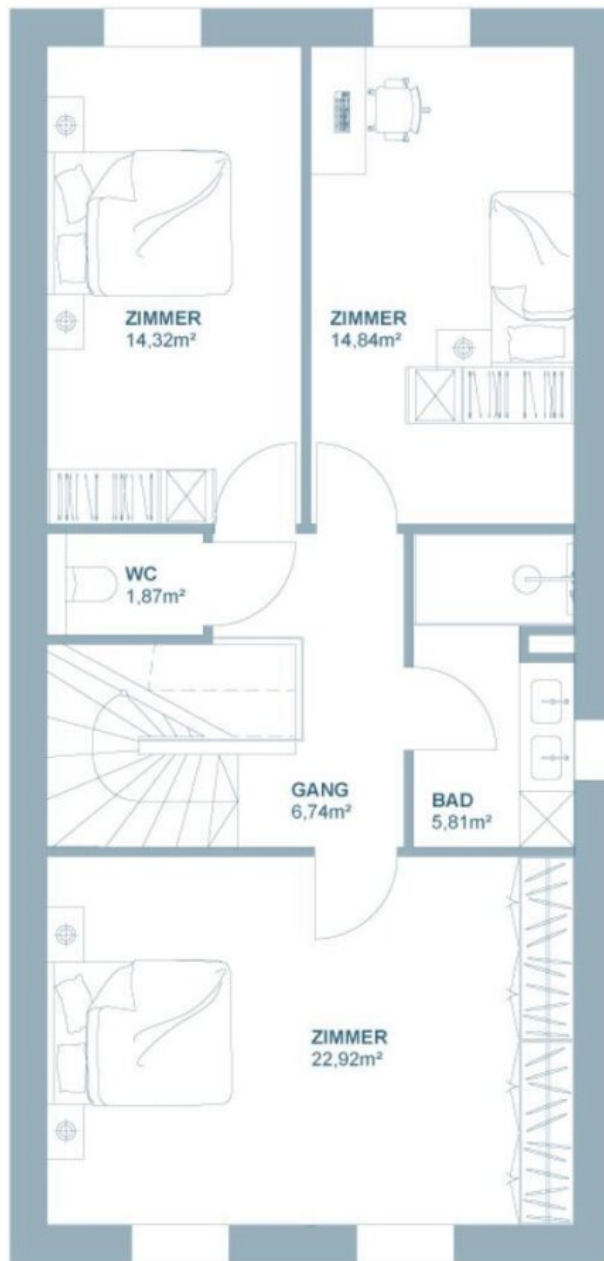 ZIMMER
14,32m²
ZIMMER
14,84m²
WC
1,87m²
GANG
6,74m²
BAD
5,81m²
ZIMMER
22,92m²